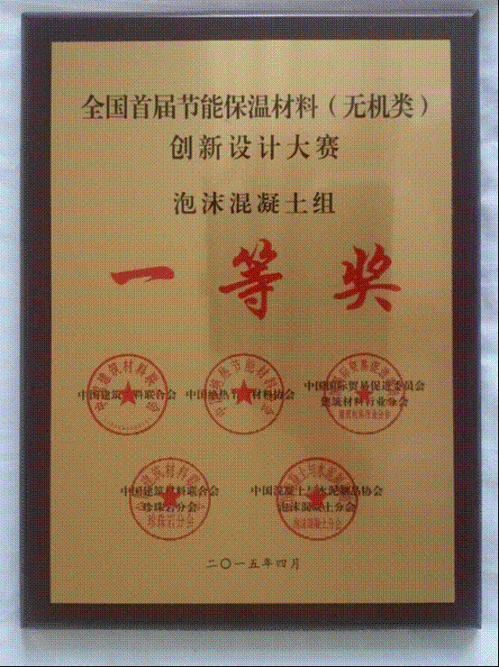 全国首届节能保温材料（无机类）
创新设计大赛
泡沫混凝土组
一等奖
中国建筑材料联合会
中国绝热节能材料协会
中国国际贸易促进委员会
建筑材料行业分会
中国建筑材料联合会
珍珠岩分会
中国混凝土与水泥制品协会
泡沫混凝土分会
二〇一五年四月